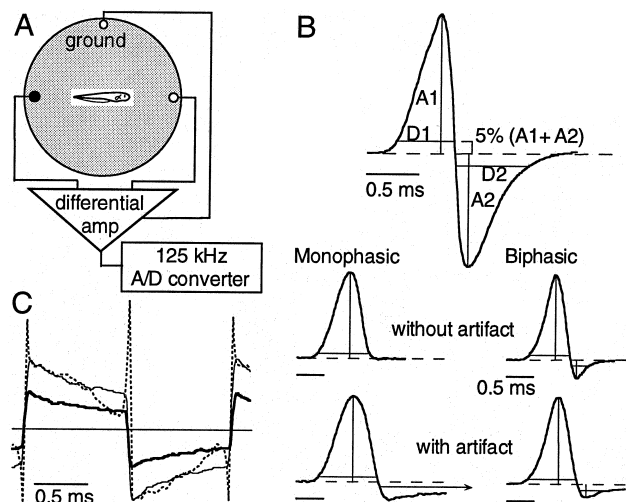 A
ground
differential
amp
125 kHz
A/D converter
B
A1
D1
5% (A1+A2)
D2
A2
0.5 ms
Monophasic
Biphasic
without artifact
0.5 ms
with artifact
C
0.5 ms